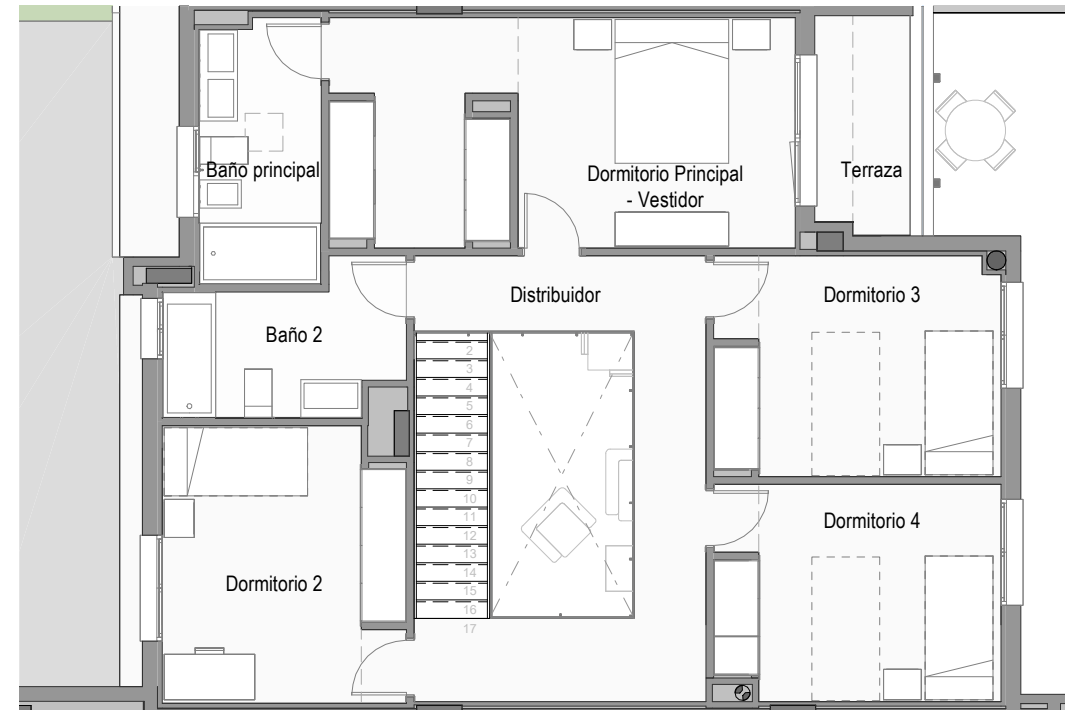 Baño principal
Dormitorio Principal
- Vestidor
Terraza
Distribuidor
Dormitorio 3
Baño 2
2
3
4
5
6
7
8
9
10
11
12
13
14
15
16
17
Dormitorio 4
Dormitorio 2